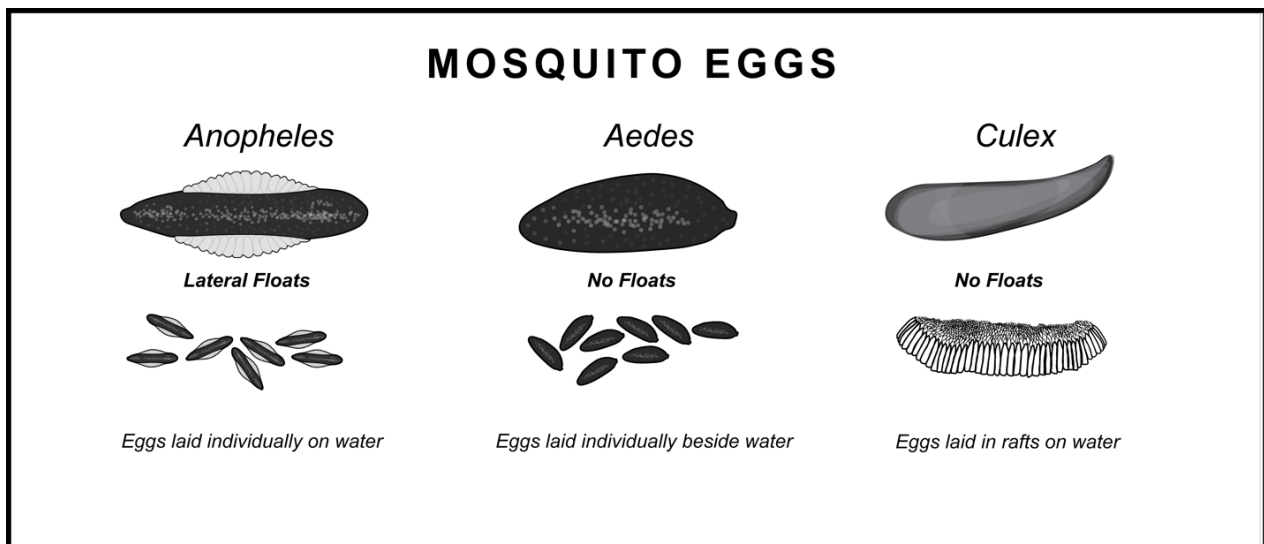 MOSQUITO EGGS
Anopheles
Aedes
Culex
Lateral Floats
No Floats
No Floats
Eggs laid individually on water
Eggs laid individually beside water
Eggs laid in rafts on water